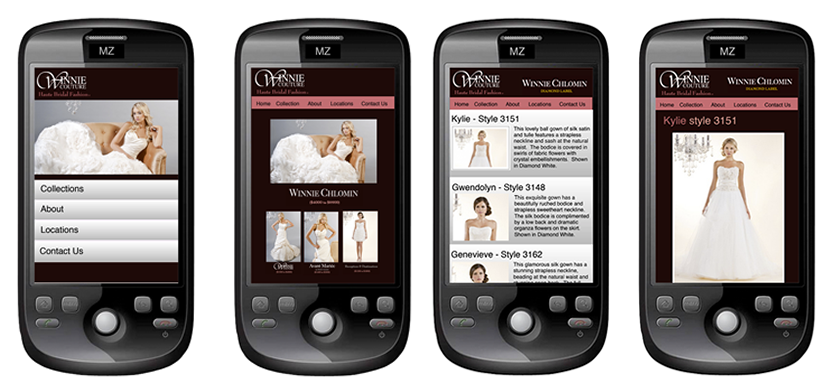 MZ
WINNIE
COUTURE
Haute Bridal Fashion...
Collections
About
Locations
Contact Us
MZ
WINNIE
COUTURE
Haute Bridal Fashion...
Home Collection About Locations Contact Us
WINNIE CHLOMIN
WINNIE
COUTURE
MZ
WINNIE
COUTURE
Haute Bridal Fashion...
WINNIE CHLOMIN
DIAMOND LABEL
Home Collection About Locations Contact Us
Kylie - Style 3151
This lovely ball gown of silk satin
and tulle features a strapless
neckline and sash at the natural
waist. The bodice is covered in
swirls of fabric flowers with
crystal embellishments. Shown
in Diamond White.
Gwendolyn - Style 3148
This exquisite gown has a
beautifully ruched bodice and
strapless sweetheart neckline.
The silk bodice is complimented
by a low back and dramatic
organza flowers on the skirt.
Shown in Diamond White.
Genevieve - Style 3162
This glamorous silk gown has a
stunning strapless neckline,
beading at the natural waist and
MZ
WINNIE
COUTURE
Haute Bridal Fashion...
WINNIE CHLOMIN
DIAMOND LABEL
Home Collection About Locations Contact Us
Kylie style 3151